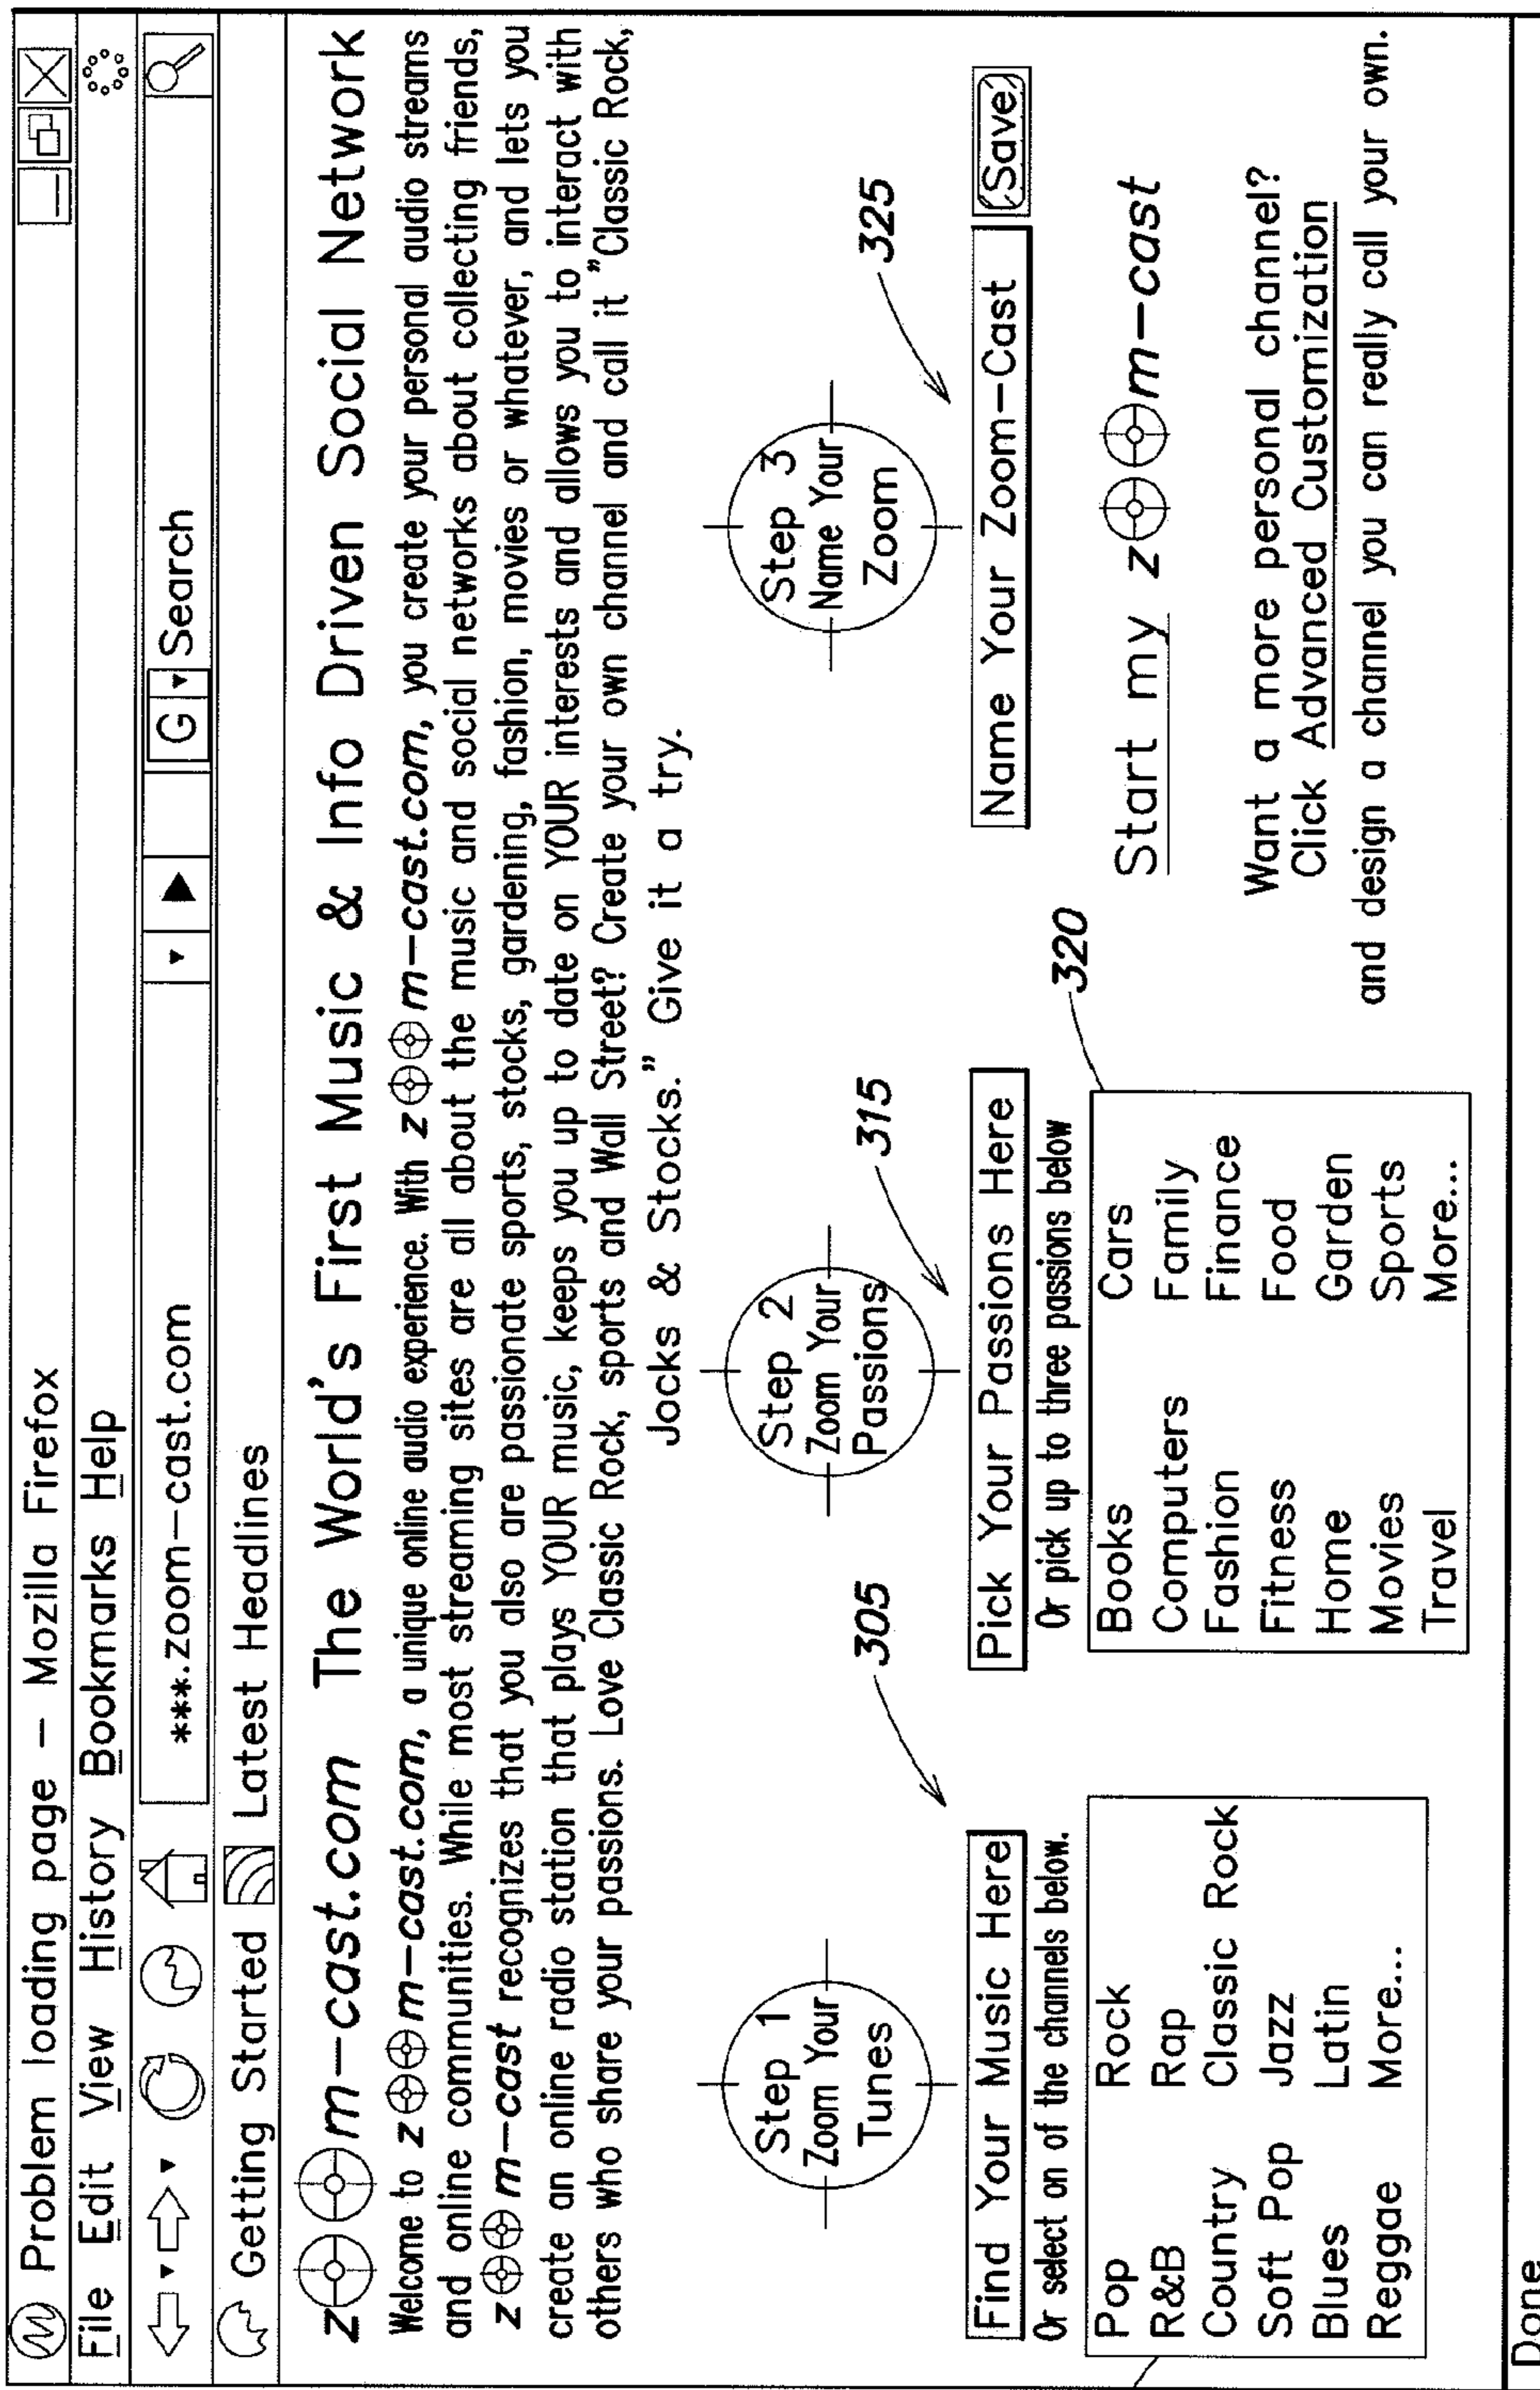 Problem loading page – Mozilla Firefox
File Edit View History Bookmarks Help
***.zoom-cast.com
G Search
Getting Started Latest Headlines
zoom-cast.com The World's First Music & Info Driven Social Network
Welcome to zoom-cast.com, a unique online audio experience. With zoom-cast.com, you create your personal audio streams
and online communities. While most streaming sites are all about the music and social networks about collecting friends,
zoom-cast recognizes that you also are passionate sports, stocks, gardening, fashion, movies or whatever, and lets you
create an online radio station that plays YOUR music, keeps you up to date on YOUR interests and allows you to interact with
others who share your passions. Love Classic Rock, sports and Wall Street? Create your own channel and call it "Classic Rock,
Jocks & Stocks." Give it a try.
Step 1
Zoom Your
Tunes
305
Find Your Music Here
Or select on of the channels below.
Pop Rock
R&B Rap
Country Classic Rock
Soft Pop Jazz
Blues Latin
Reggae More...
Step 2
Zoom Your
Passions
315
Pick Your Passions Here
Or pick up to three passions below
320
Books Cars
Computers Family
Fashion Finance
Fitness Food
Home Garden
Movies Sports
Travel More...
Step 3
Name Your
Zoom
325
Name Your Zoom-Cast
Save
Start my zoom-cast
Want a more personal channel?
Click Advanced Customization
and design a channel you can really call your own.
Done